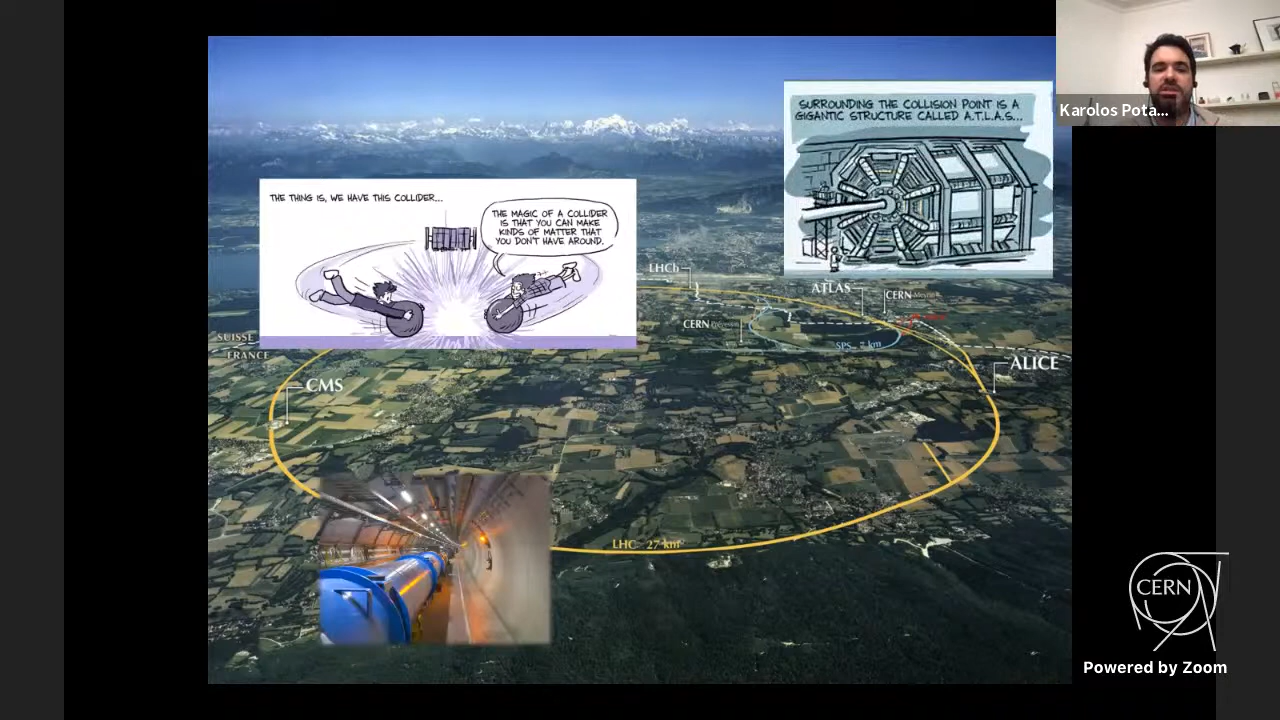 Karolos Pota...
SURROUNDING THE COLLISION POINT IS A
GIGANTIC STRUCTURE CALLED A.T.L.A.S...
THE THING IS, WE HAVE THIS COLLIDER...
THE MAGIC OF A COLLIDER
IS THAT YOU CAN MAKE
KINDS OF MATTER THAT
YOU DON'T HAVE AROUND.
LHCb
ATLAS
CERN
CERN
SPS 7 km
SUISSE
FRANCE
CMS
ALICE
LHC 27 km
CERN
Powered by Zoom